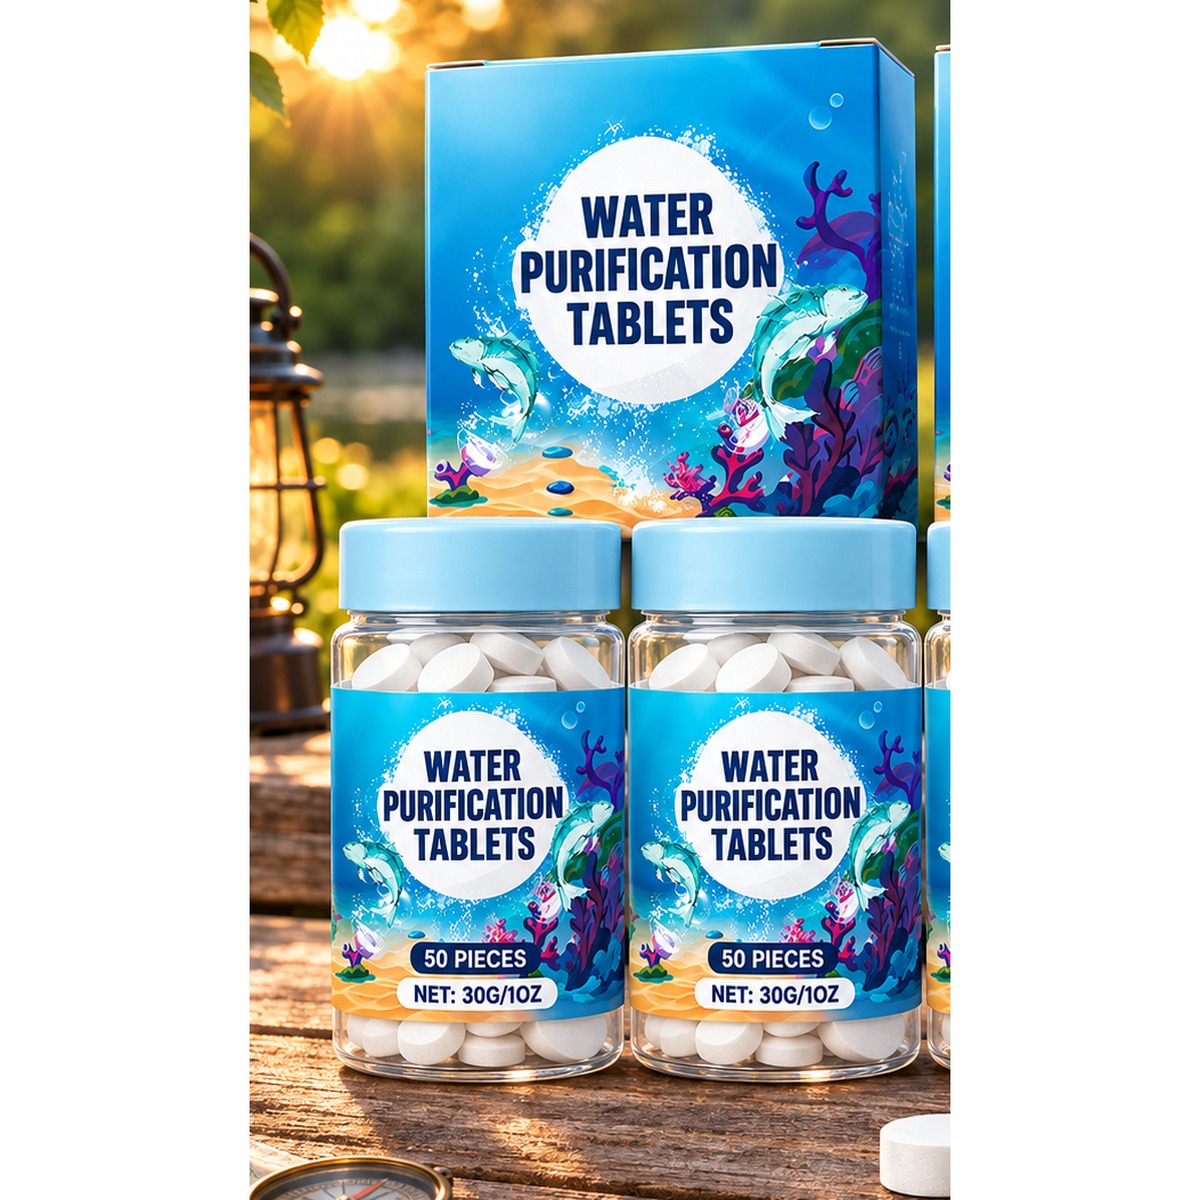 WATER
PURIFICATION
TABLETS
WATER
PURIFICATION
TABLETS
50 PIECES
NET: 30G/1OZ
WATER
PURIFICATION
TABLETS
50 PIECES
NET: 30G/1OZ